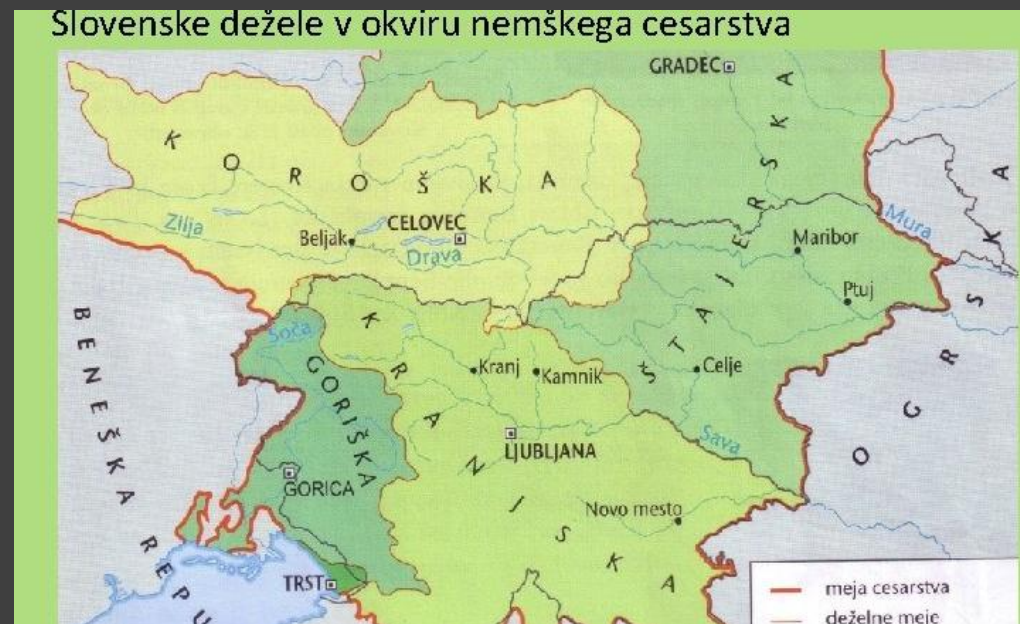 Slovenske dežele v okviru nemškega cesarstva
GRADEC
KOROŠKA
ŠTAJERSKA
Zilja
Beljak
CELOVEC
Drava
Mura
Maribor
Ptuj
OGRSKA
BENEŠKA REPU
Soča
GORIŠKA
KRANJSKA
Kranj
Kamnik
Celje
LJUBLJANA
Sava
GORICA
Novo mesto
TRST
meja cesarstva
deželne meje